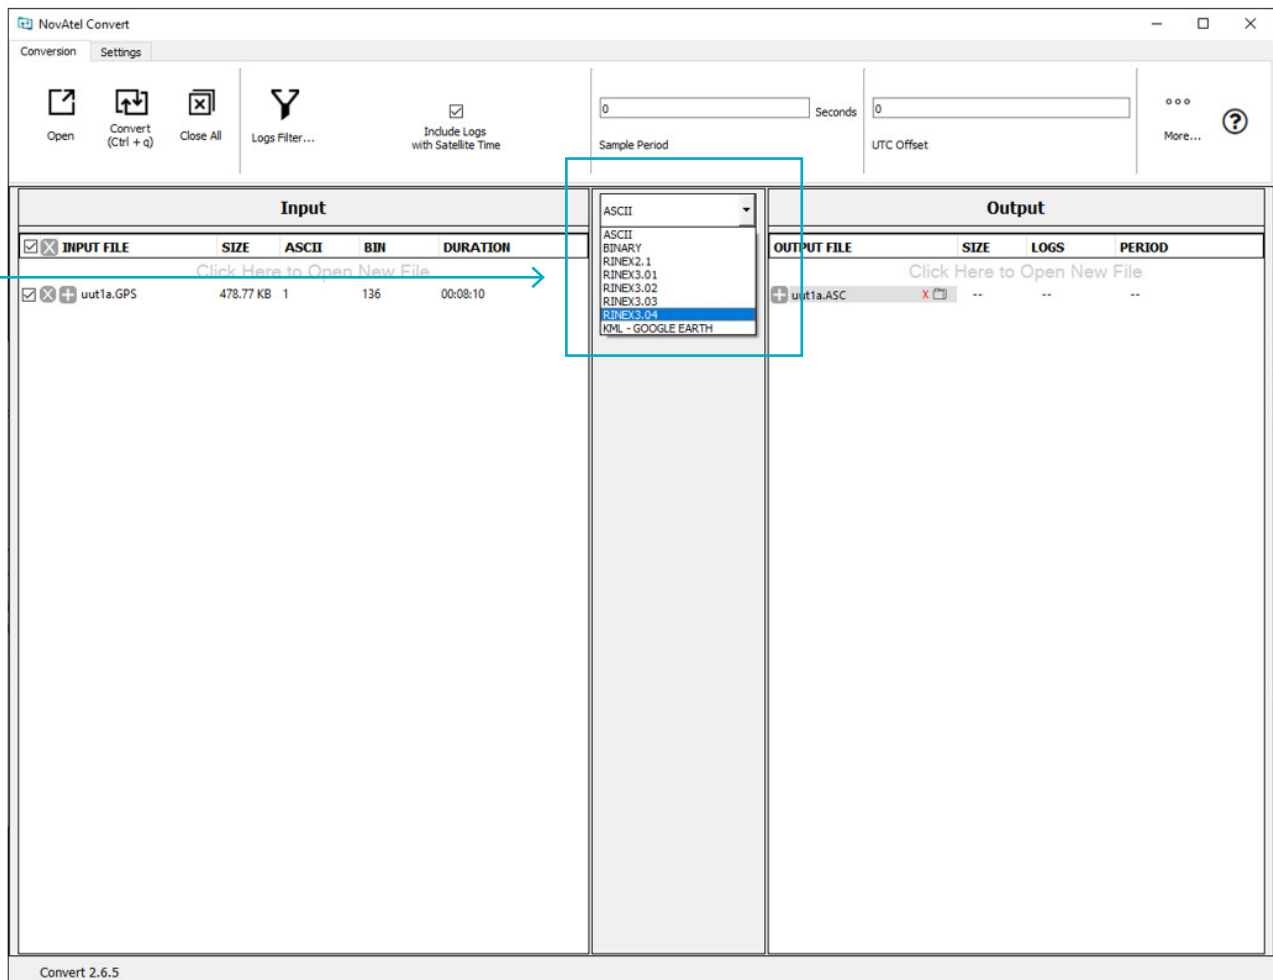 NovAtel Convert
Conversion Settings
Open
Convert
(Ctrl + q)
Close All
Logs Filter...
Include Logs
with Satellite Time
0 Seconds
Sample Period
0
UTC Offset
More...
Input
INPUT FILE SIZE ASCII BIN DURATION
Click Here to Open New File
uut1a.GPS 478.77 KB 1 136 00:08:10
ASCII
ASCII
BINARY
RINEX2.1
RINEX3.01
RINEX3.02
RINEX3.03
RINEX3.04
KML - GOOGLE EARTH
Output
OUTPUT FILE SIZE LOGS PERIOD
Click Here to Open New File
uut1a.ASC X -- -- --
Convert 2.6.5